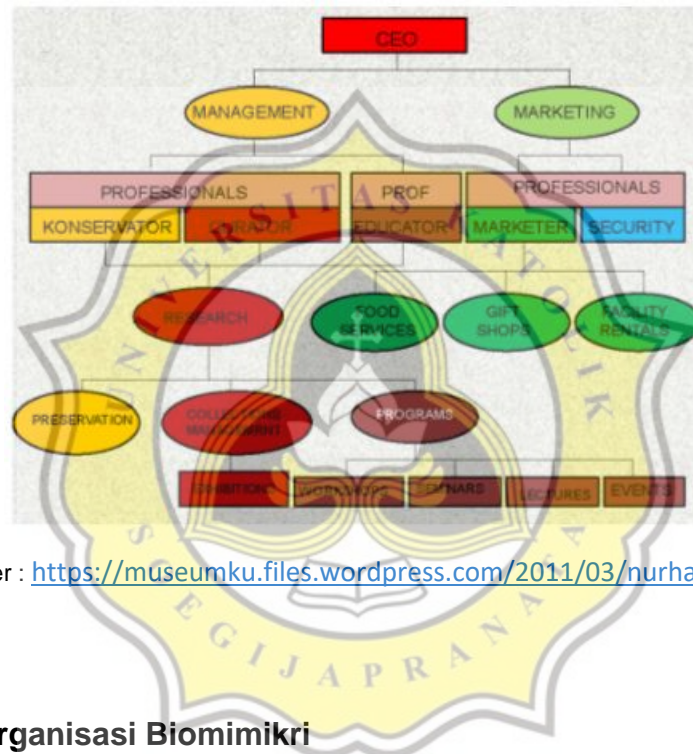 CEO
MANAGEMENT MARKETING
PROFESSIONALS PROF PROFESSIONALS
KONSERVATOR CURATOR EDUCATOR MARKETER SECURITY
RESEARCH FOOD SERVICES GIFT SHOPS FACILITY RENTALS
PRESERVATION COLLECTIONS MANAGEMRNT PROGRAMS
EXHIBITIONS WORKSHOPS SEMINARS LECTURES EVENTS
er : https://museumku.files.wordpress.com/2011/03/nurha
rganisasi Biomimikri
UNIVERSITAS KATOLIK
SOEGIJAPRANATA